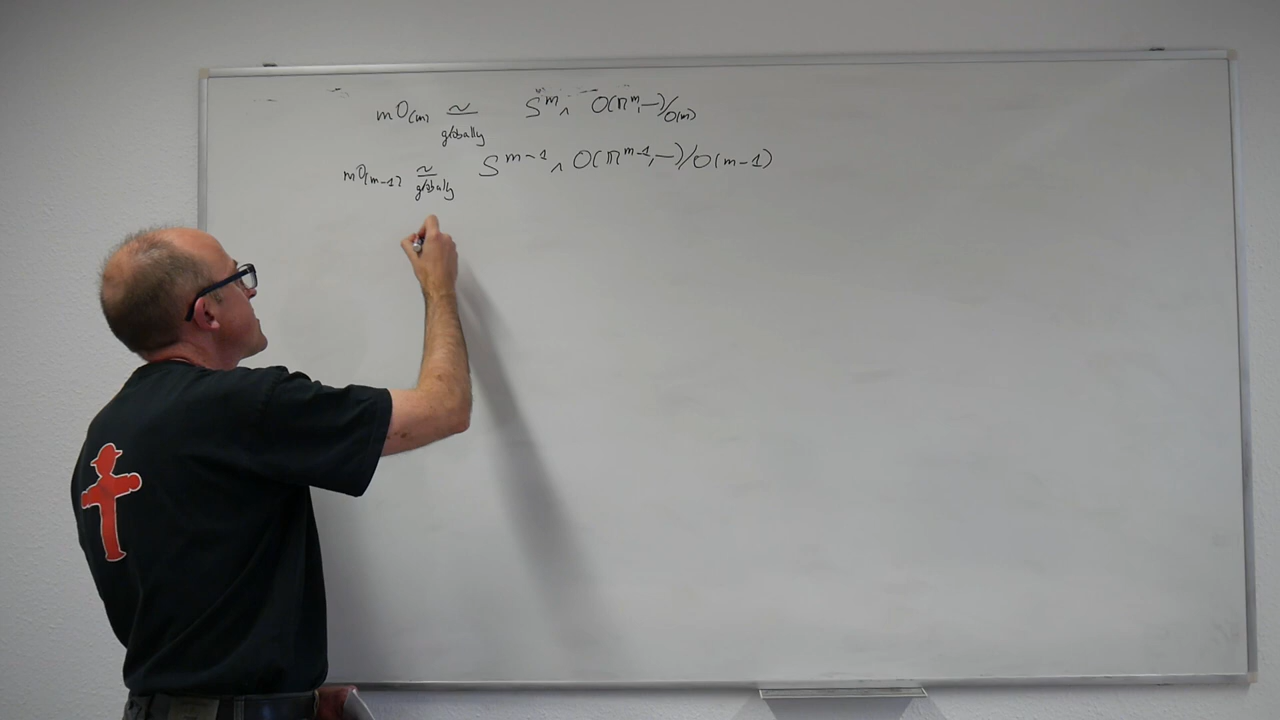 mO(m) ≃ globally S^m ∧ O(ℝ^m,−)/O(m)
mO(m−1) ≃ globally S^{m−1} ∧ O(ℝ^{m−1},−)/O(m−1)